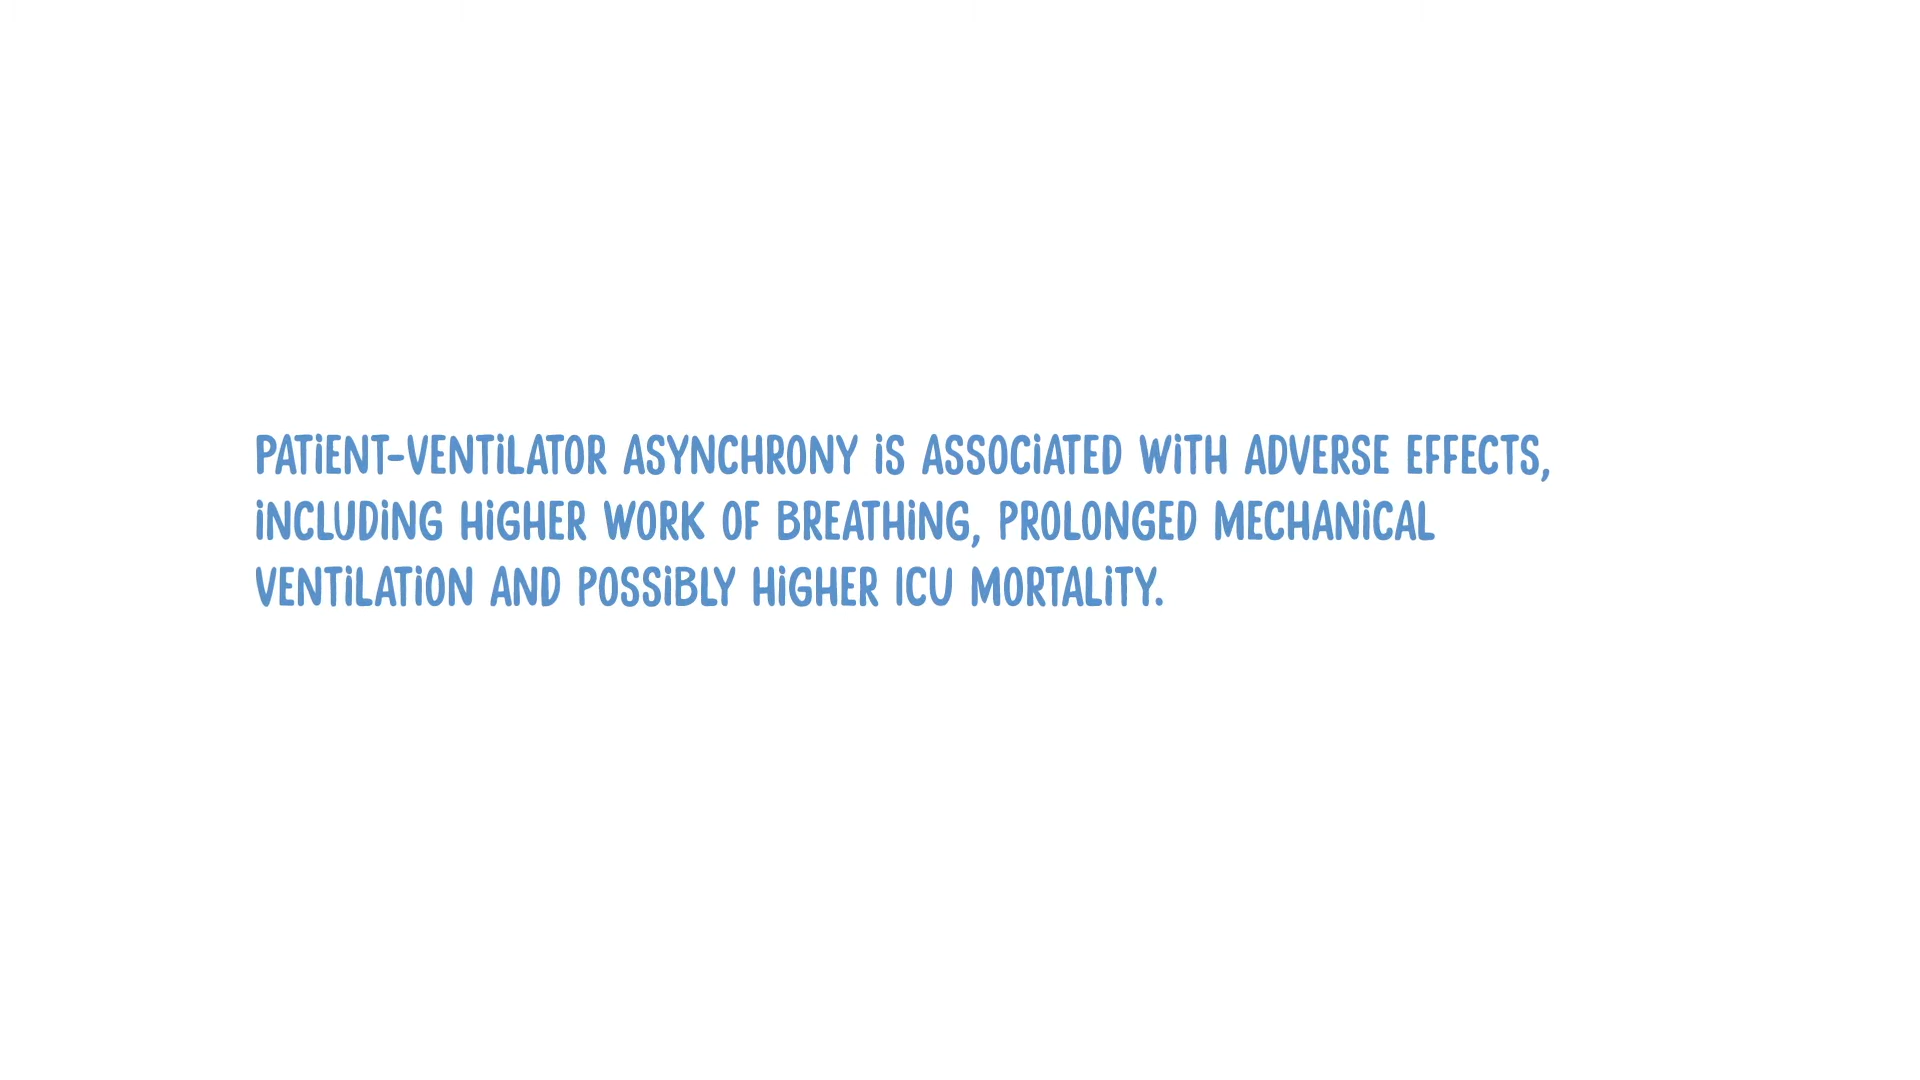 PATiENT-VENTiLATOR ASYNCHRONY iS ASSOCiATED WiTH ADVERSE EFFECTS,
iNCLUDiNG HiGHER WORK OF BREATHiNG, PROLONGED MECHANiCAL
VENTiLATiON AND POSSiBLY HiGHER ICU MORTALiTY.